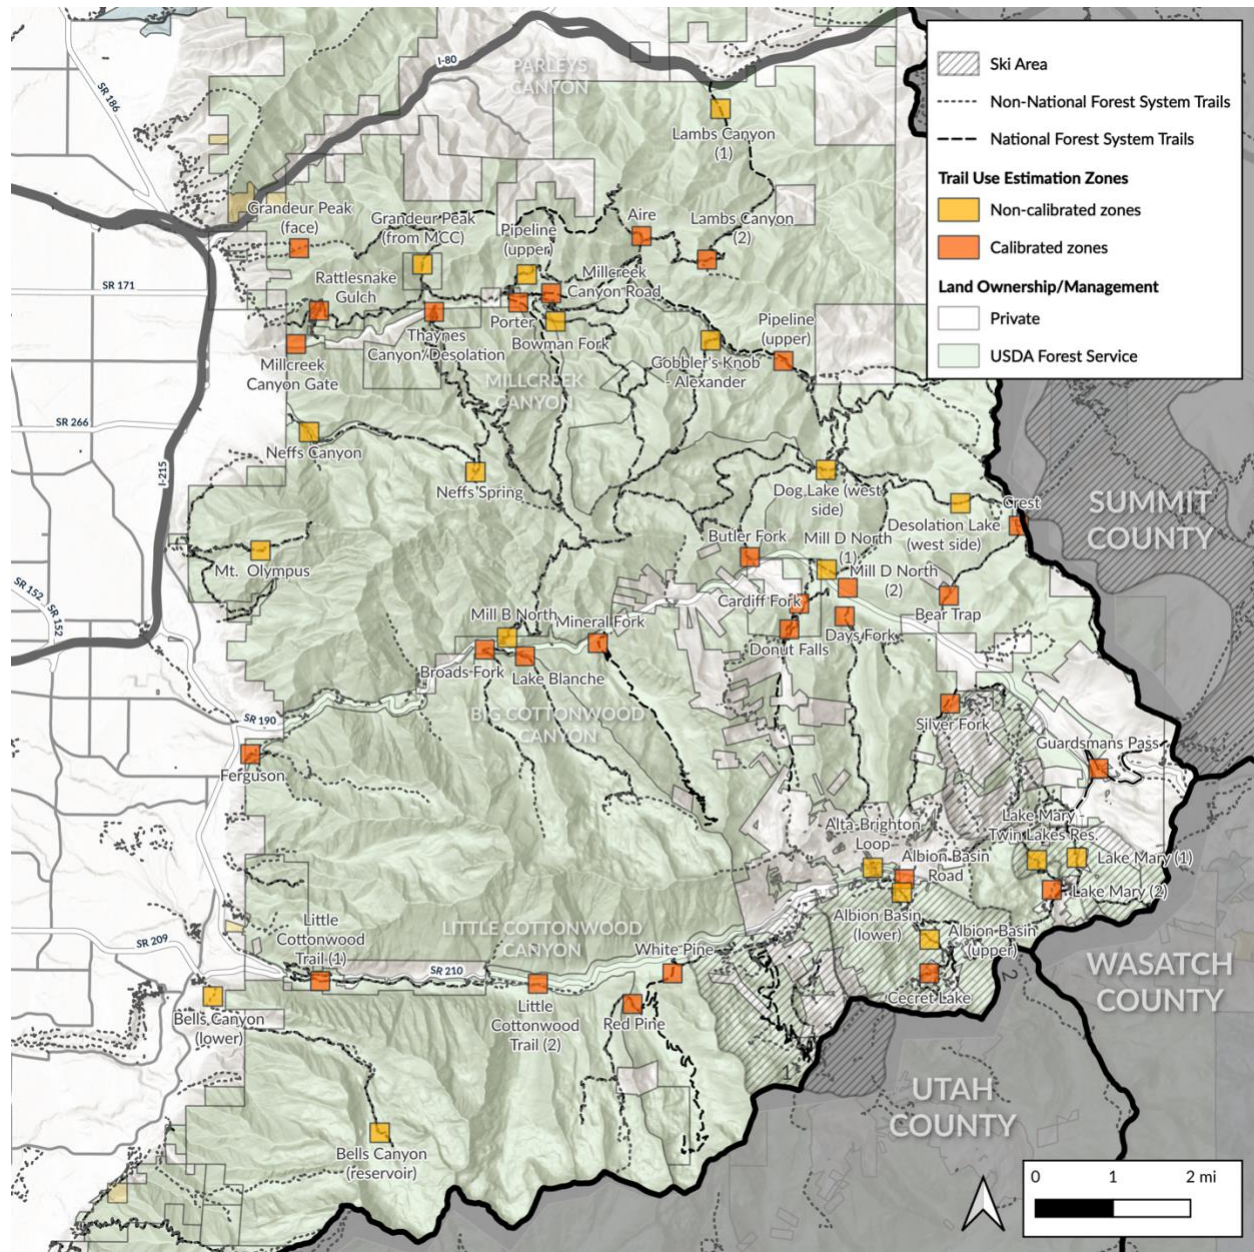 I-80
PARLEYS
CANYON
SR 186
Lambs Canyon
(1)
Ski Area
Non-National Forest System Trails
National Forest System Trails
Trail Use Estimation Zones
Non-calibrated zones
Calibrated zones
Land Ownership/Management
Private
USDA Forest Service
Grandeur Peak
(face)
Grandeur Peak
(from MCC)
Pipeline
(upper)
Aire
Lambs Canyon
(2)
SR 171
Rattlesnake
Gulch
Millcreek
Canyon Road
Porter
Bowman Fork
Thaynes
Canyon/Desolation
Millcreek
Canyon Gate
Gobbler's Knob
- Alexander
Pipeline
(upper)
MILLCREEK
CANYON
SR 266
I-215
Neffs Canyon
Neffs Spring
Dog Lake (west
side)
Desolation Lake
(west side)
Crest
SUMMIT
COUNTY
Mt. Olympus
SR 152
SR 152
Butler Fork
Mill D North
(1)
Mill D North
(2)
Bear Trap
Cardiff Fork
Days Fork
Donut Falls
Mill B North
Mineral Fork
Broads Fork
Lake Blanche
BIG COTTONWOOD
CANYON
SR 190
Ferguson
Silver Fork
Guardsmans Pass
Lake Mary
Twin Lakes Res.
Lake Mary (1)
Lake Mary (2)
Alta-Brighton
Loop
Albion Basin
Road
Albion Basin
(lower)
Albion Basin
(upper)
Cecret Lake
LITTLE COTTONWOOD
CANYON
Little
Cottonwood
Trail (1)
SR 209
SR 210
White Pine
Little
Cottonwood
Trail (2)
Red Pine
Bells Canyon
(lower)
Bells Canyon
(reservoir)
WASATCH
COUNTY
UTAH
COUNTY
0 1 2 mi